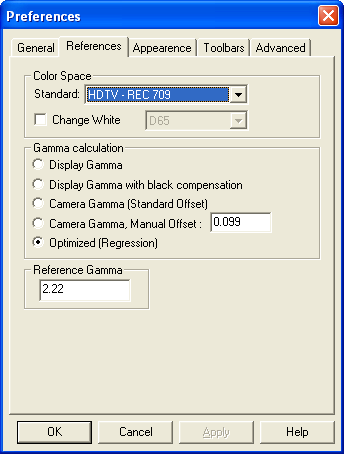 Preferences
General References Appearance Toolbars Advanced
Color Space
Standard: HDTV - REC 709
Change White D65
Gamma calculation
Display Gamma
Display Gamma with black compensation
Camera Gamma (Standard Offset)
Camera Gamma, Manual Offset : 0.099
Optimized (Regression)
Reference Gamma
2.22
OK Cancel Apply Help